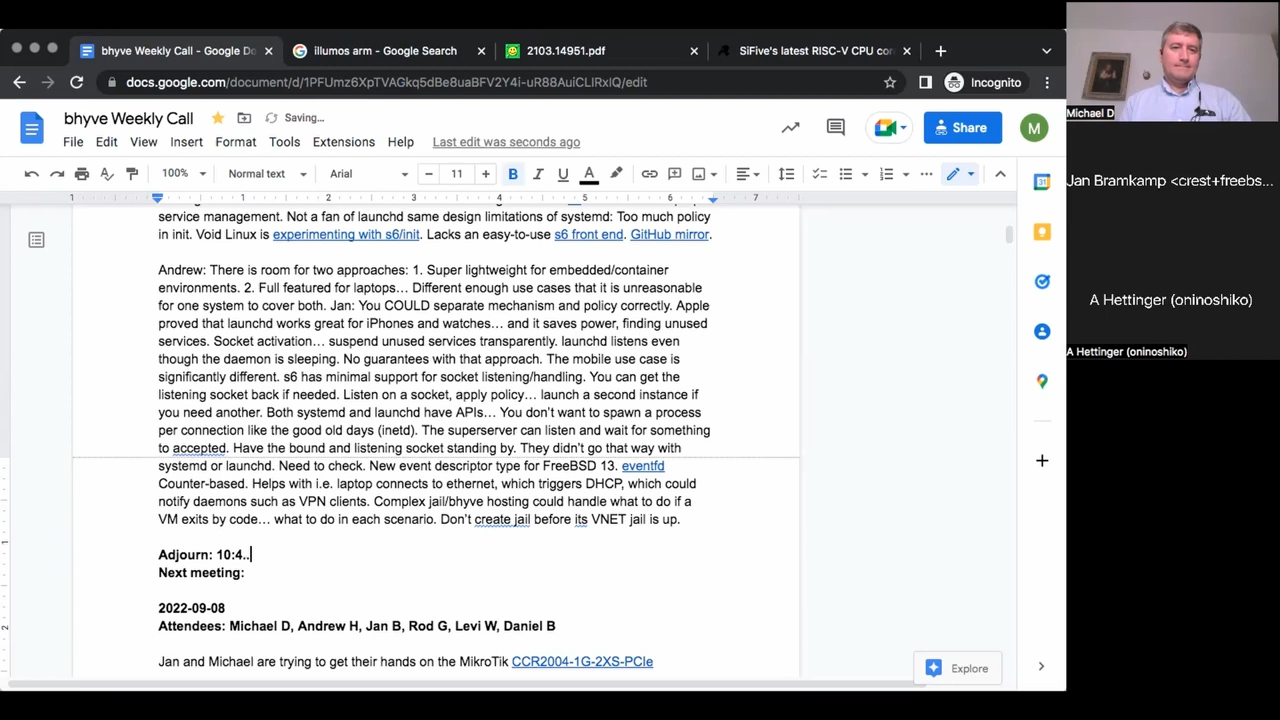 bhyve Weekly Call - Google Do
illumos arm - Google Search
2103.14951.pdf
SiFive's latest RISC-V CPU cor
docs.google.com/document/d/1PFUmz6XpTVAGkq5dBe8uaBFV2Y4i-uR88AuiCLIRxIQ/edit
Incognito
bhyve Weekly Call
Saving...
File Edit View Insert Format Tools Extensions Help Last edit was seconds ago
Share
M
100% Normal text Arial 11 B I U A
1 1 2 3 4 5 6 7
service management. Not a fan of launchd same design limitations of systemd: Too much policy
in init. Void Linux is experimenting with s6/init. Lacks an easy-to-use s6 front end. GitHub mirror.
Andrew: There is room for two approaches: 1. Super lightweight for embedded/container
environments. 2. Full featured for laptops… Different enough use cases that it is unreasonable
for one system to cover both. Jan: You COULD separate mechanism and policy correctly. Apple
proved that launchd works great for iPhones and watches… and it saves power, finding unused
services. Socket activation… suspend unused services transparently. launchd listens even
though the daemon is sleeping. No guarantees with that approach. The mobile use case is
significantly different. s6 has minimal support for socket listening/handling. You can get the
listening socket back if needed. Listen on a socket, apply policy… launch a second instance if
you need another. Both systemd and launchd have APIs… You don't want to spawn a process
per connection like the good old days (inetd). The superserver can listen and wait for something
to accepted. Have the bound and listening socket standing by. They didn't go that way with
systemd or launchd. Need to check. New event descriptor type for FreeBSD 13. eventfd
Counter-based. Helps with i.e. laptop connects to ethernet, which triggers DHCP, which could
notify daemons such as VPN clients. Complex jail/bhyve hosting could handle what to do if a
VM exits by code… what to do in each scenario. Don't create jail before its VNET jail is up.
Adjourn: 10:4..
Next meeting:
2022-09-08
Attendees: Michael D, Andrew H, Jan B, Rod G, Levi W, Daniel B
Jan and Michael are trying to get their hands on the MikroTik CCR2004-1G-2XS-PCIe
Explore
1
2
Michael D
Jan Bramkamp <crest+freebs...
A Hettinger (oninoshiko)
A Hettinger (oninoshiko)